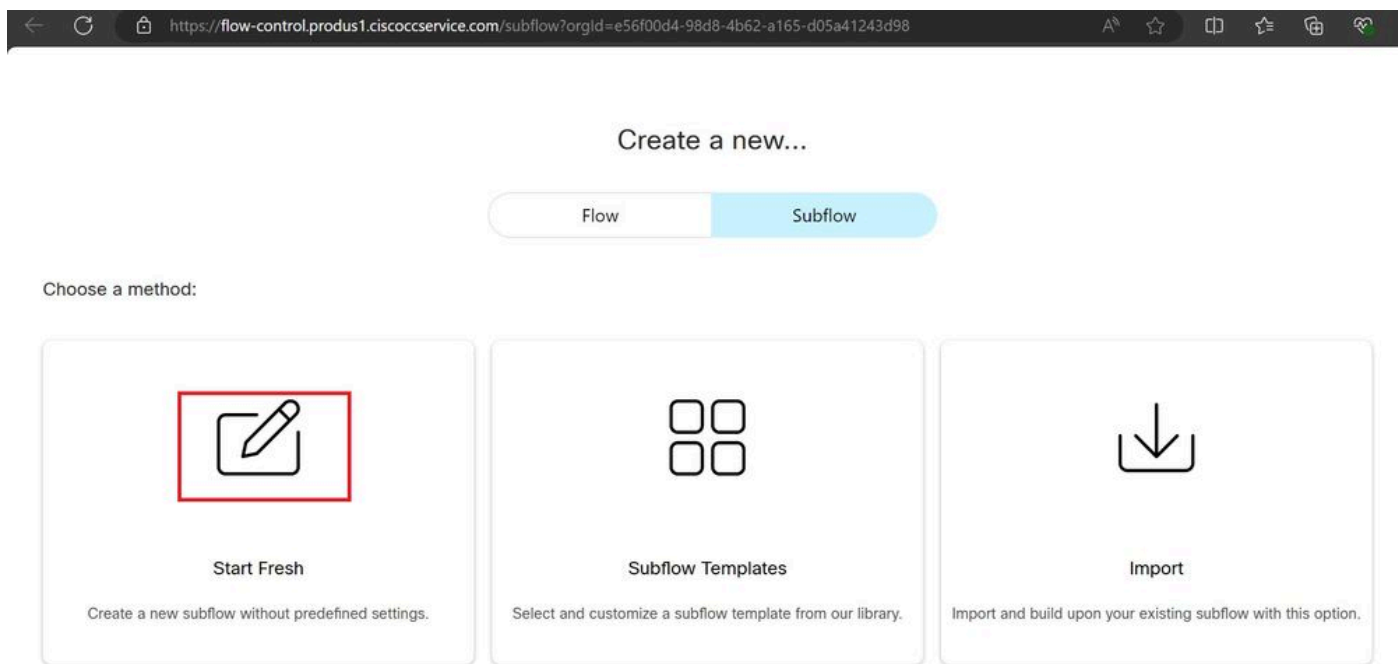 https://flow-control.produs1.ciscoccservice.com/subflow?orgId=e56f00d4-98d8-4b62-a165-d05a41243d98
Create a new...
Flow
Subflow
Choose a method:
Start Fresh
Create a new subflow without predefined settings.
Subflow Templates
Select and customize a subflow template from our library.
Import
Import and build upon your existing subflow with this option.